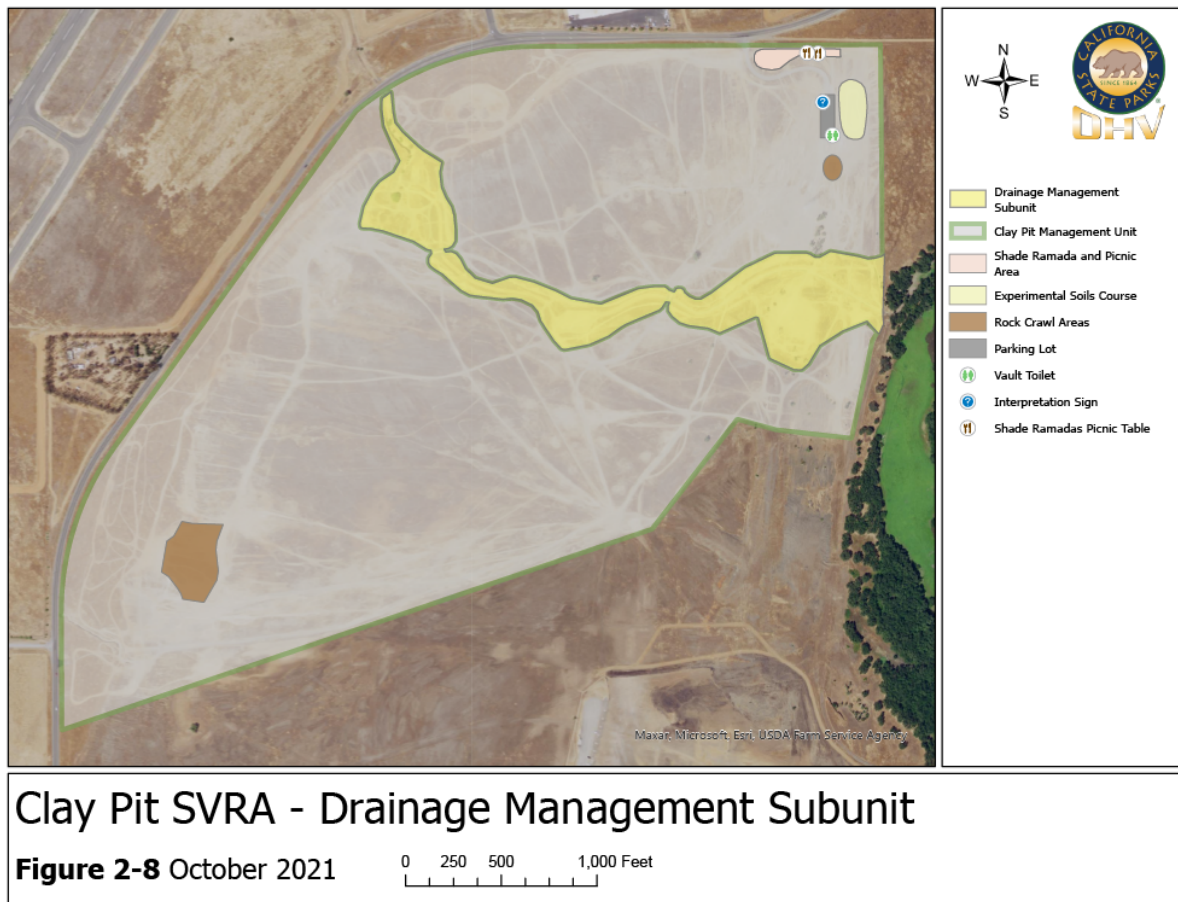 N
W E
S
CALIFORNIA
SINCE 1864
STATE PARKS
OHV
Drainage Management
Subunit
Clay Pit Management Unit
Shade Ramada and Picnic
Area
Experimental Soils Course
Rock Crawl Areas
Parking Lot
Vault Toilet
?
Interpretation Sign
Shade Ramadas Picnic Table
?
Maxar, Microsoft, Esri, USDA Farm Service Agency
Clay Pit SVRA - Drainage Management Subunit
Figure 2-8 October 2021
0 250 500 1,000 Feet